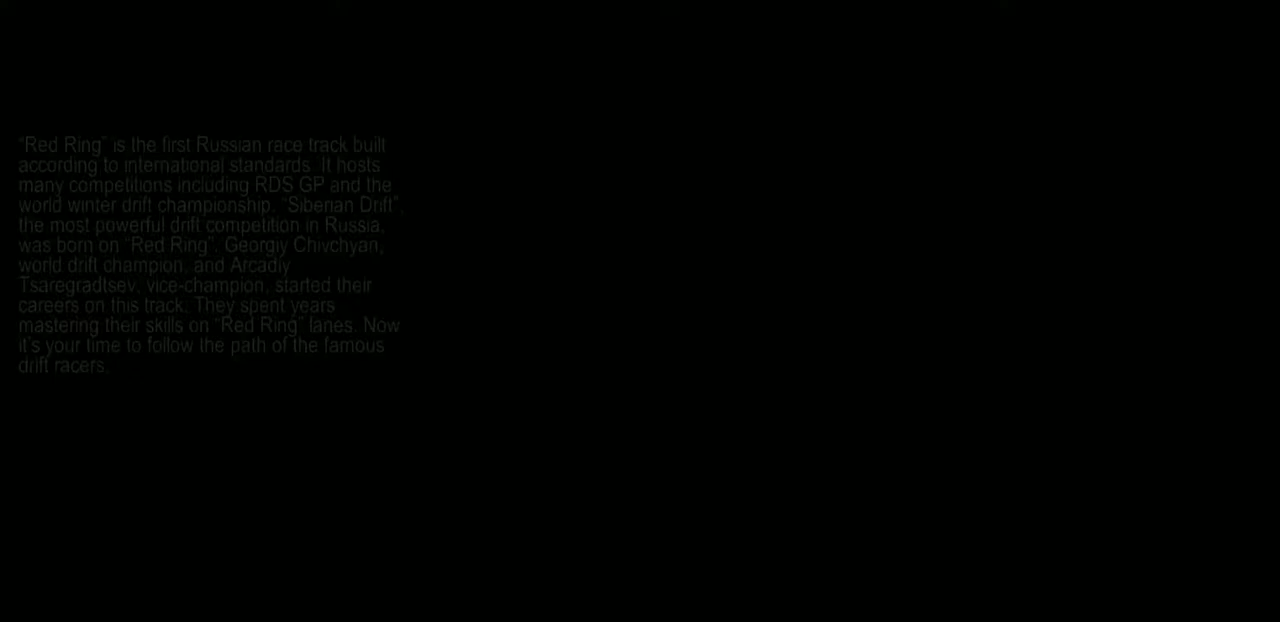 “Red Ring” is the first Russian race track built
according to international standards. It hosts
many competitions including RDS GP and the
world winter drift championship. “Siberian Drift”,
the most powerful drift competition in Russia,
was born on “Red Ring”. Georgiy Chivchyan,
world drift champion, and Arcadiy
Tsaregradtsev, vice-champion, started their
careers on this track. They spent years
mastering their skills on “Red Ring” lanes. Now
it's your time to follow the path of the famous
drift racers.